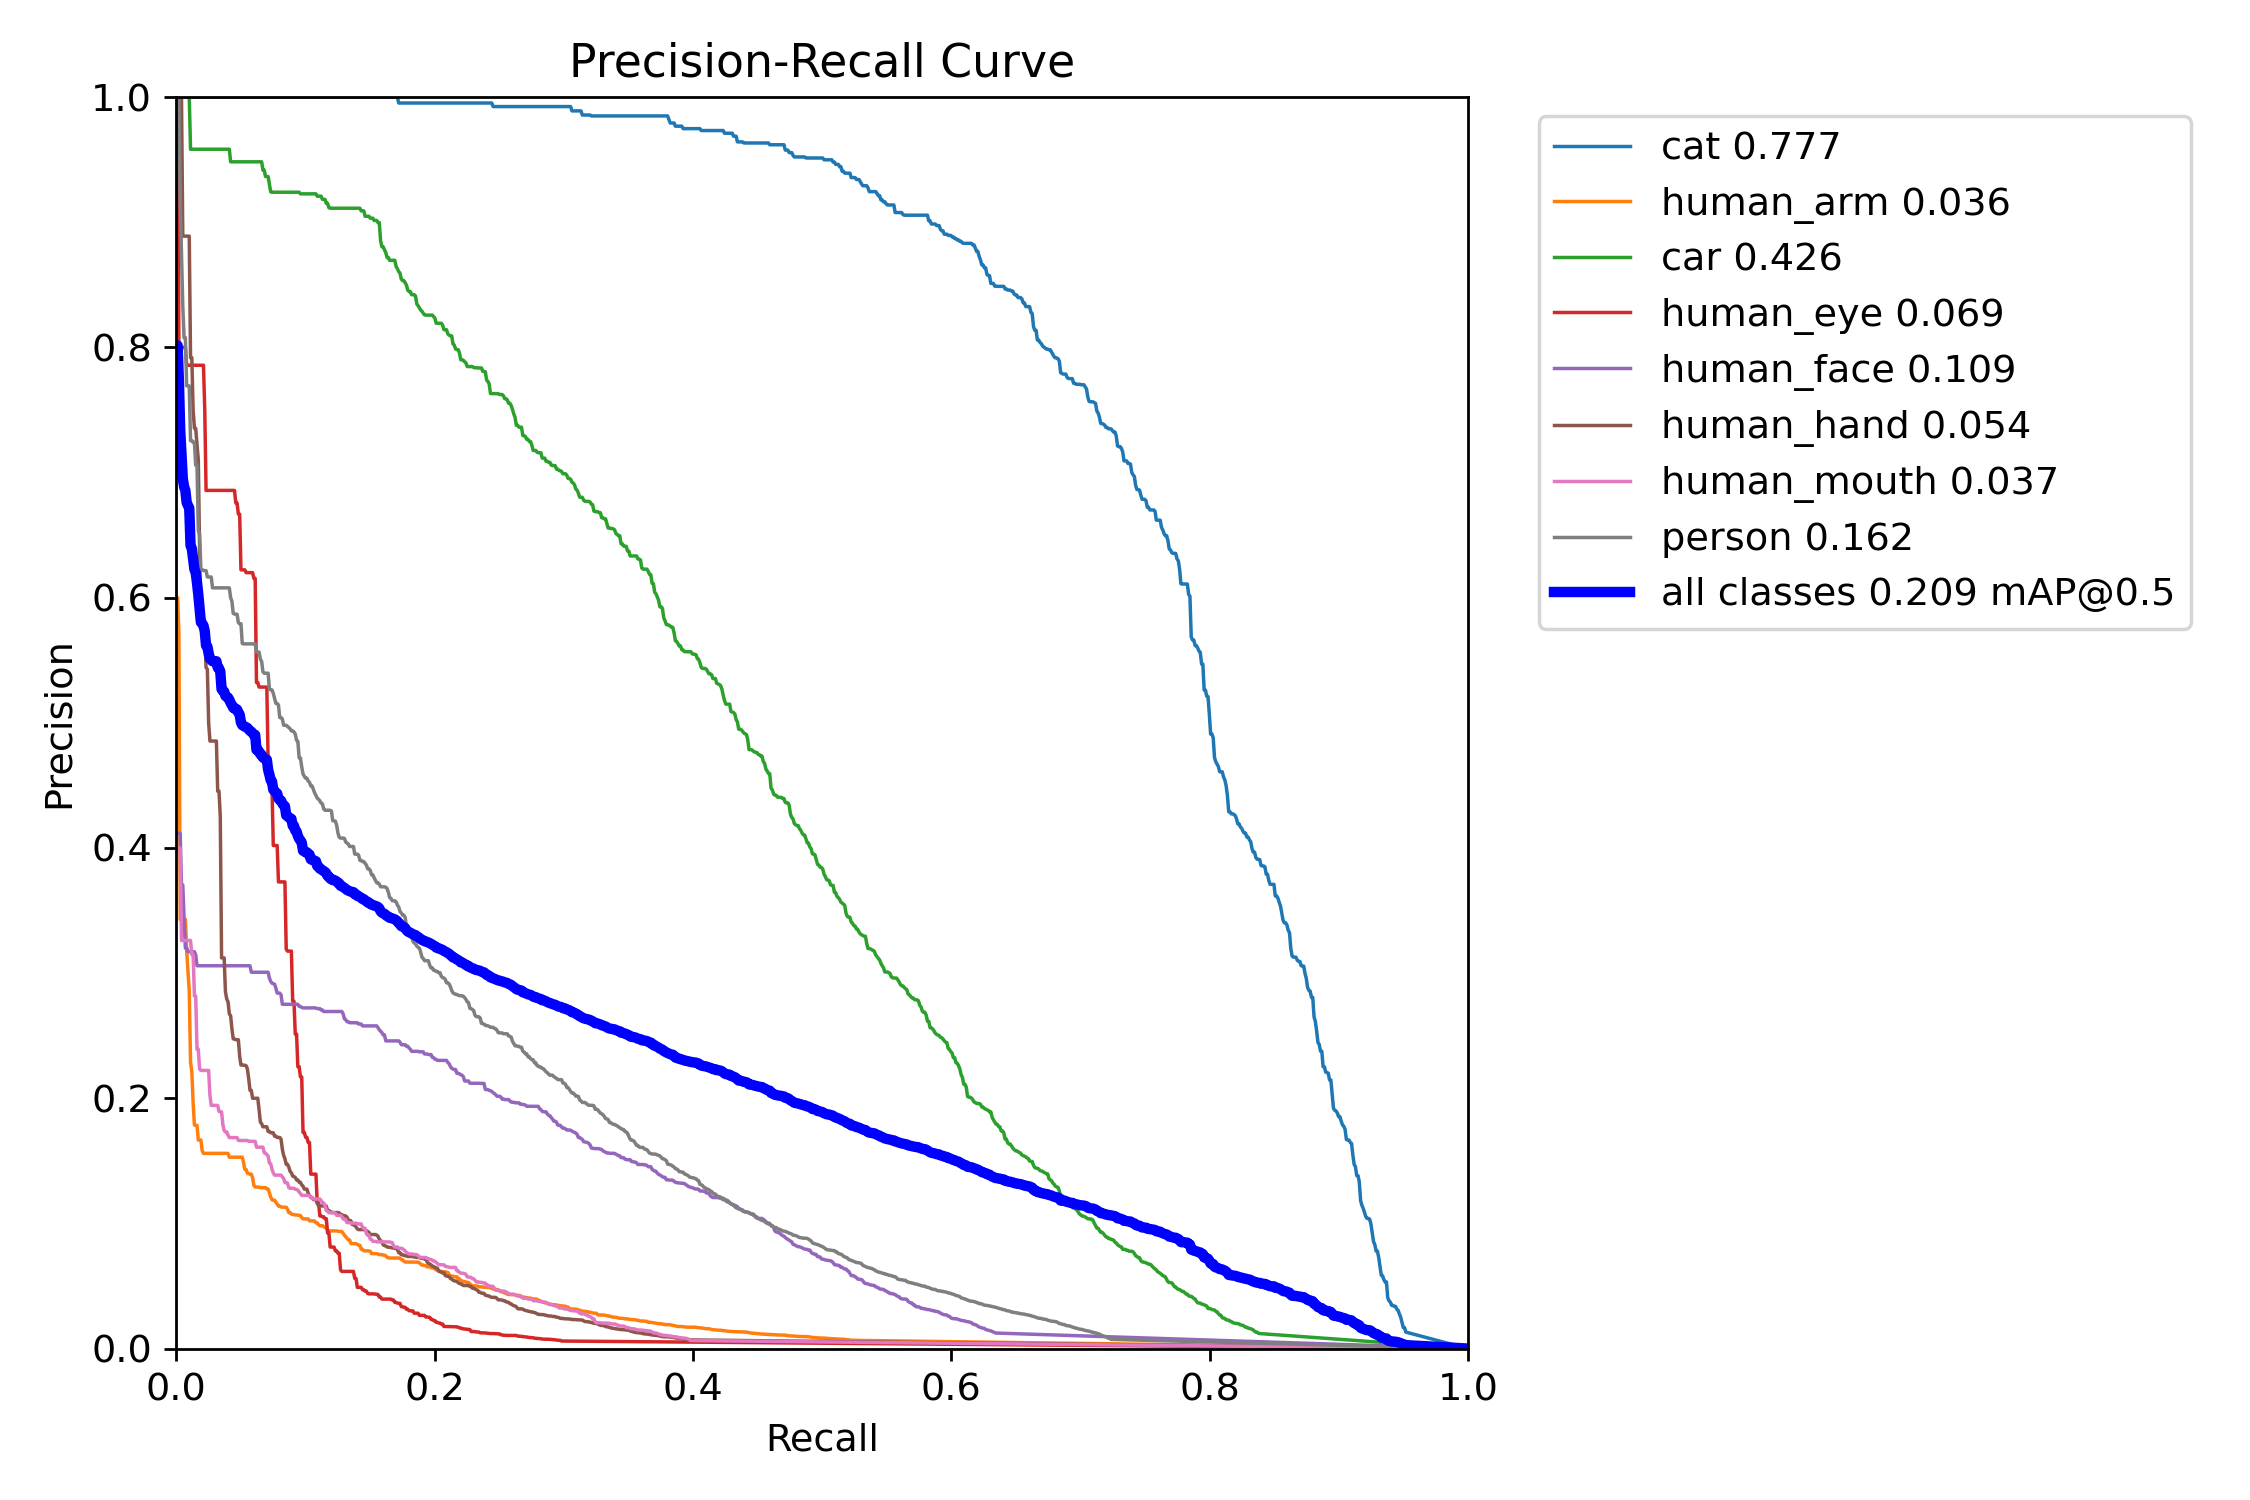 Precision-Recall Curve
1.0
0.8
0.6
0.4
0.2
0.0
Precision
0.0 0.2 0.4 0.6 0.8 1.0
Recall
cat 0.777
human_arm 0.036
car 0.426
human_eye 0.069
human_face 0.109
human_hand 0.054
human_mouth 0.037
person 0.162
all classes 0.209 mAP@0.5